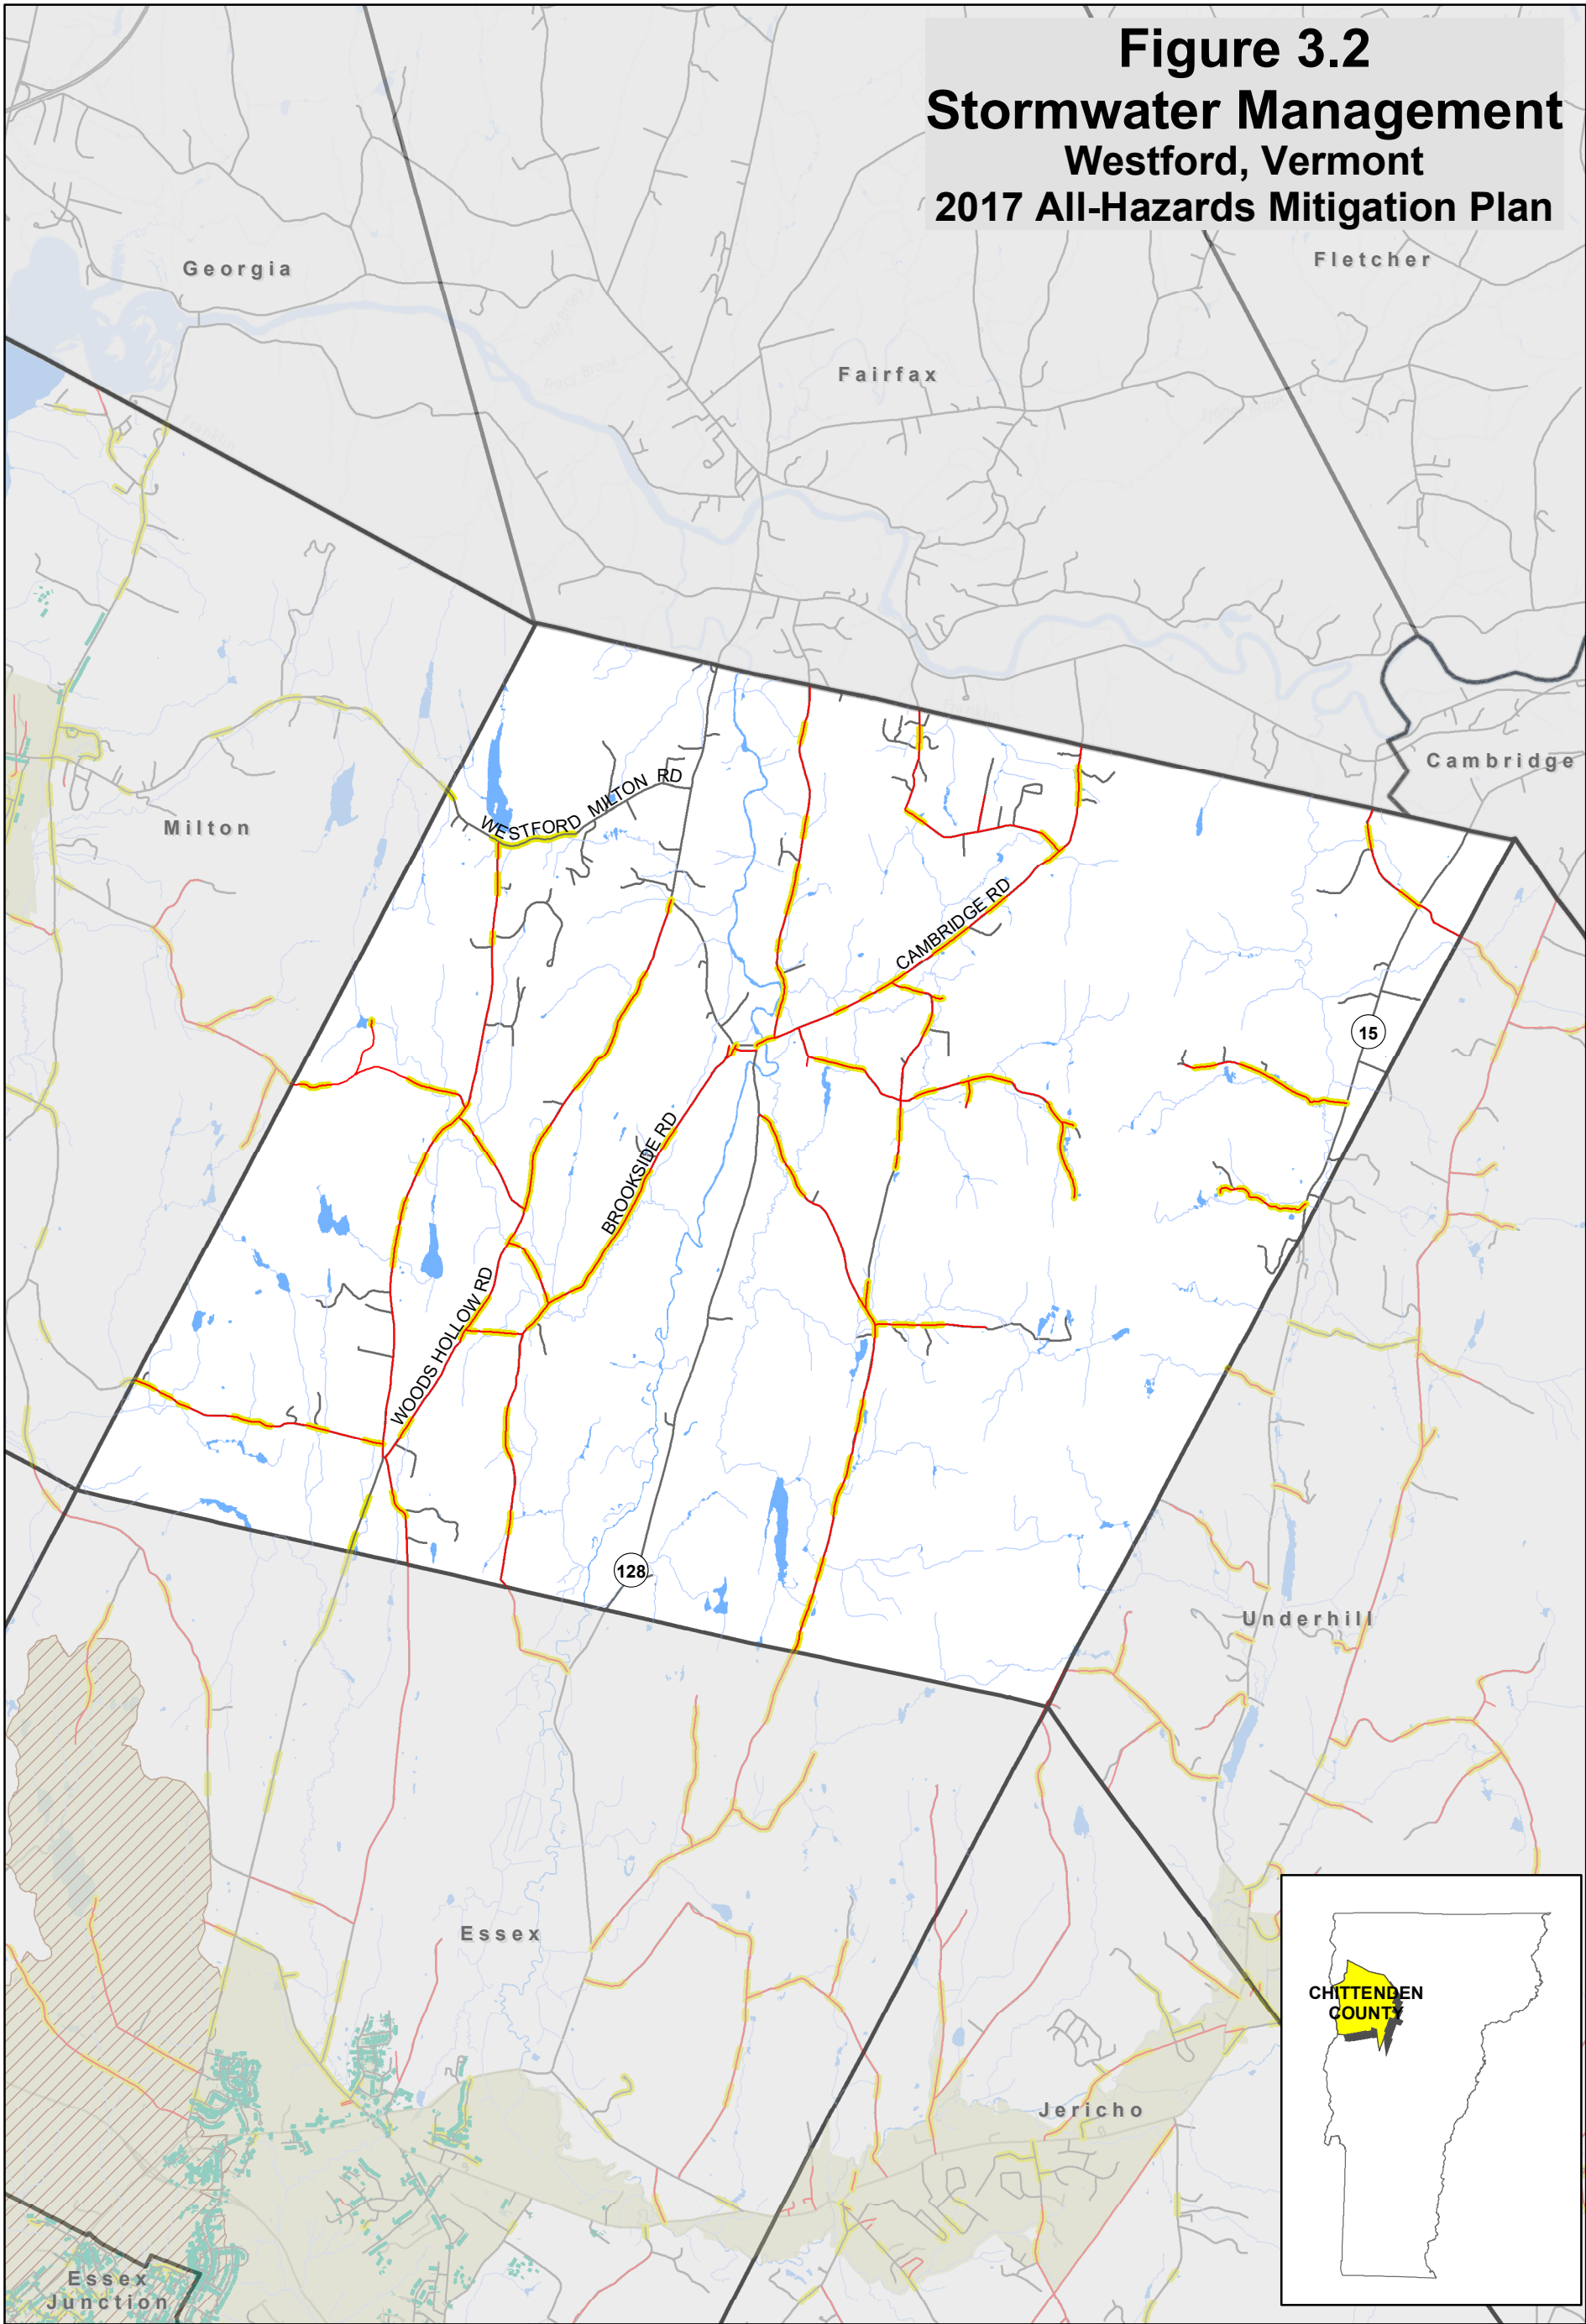 Figure 3.2
Stormwater Management
Westford, Vermont
2017 All-Hazards Mitigation Plan
Fletcher
Georgia
Fairfax
Cambridge
Milton
WESTFORD MILTON RD
CAMBRIDGE RD
15
BROOKSIDE RD
WOODS HOLLOW RD
128
Underhill
Essex
CHITTENDEN
COUNTY
Jericho
Essex
Junction